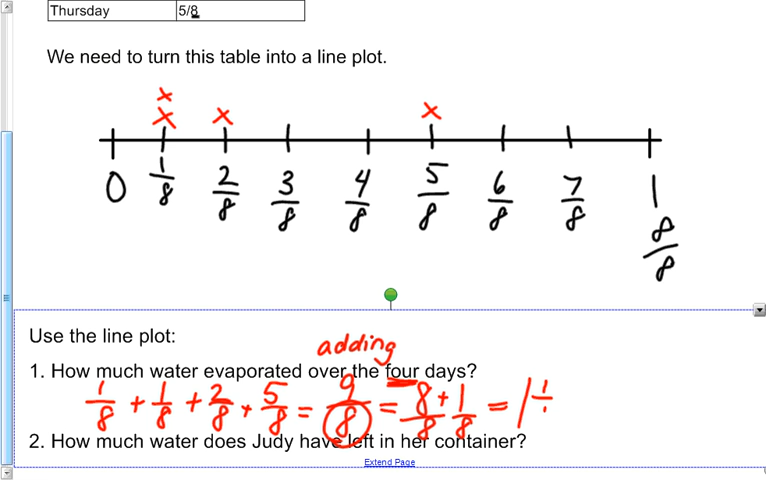 Thursday 5/8
We need to turn this table into a line plot.
x
x x x
0 1/8 2/8 3/8 4/8 5/8 6/8 7/8 1
8/8
Use the line plot:
adding
1. How much water evaporated over the four days?
1/8 + 1/8 + 2/8 + 5/8 = 9/8 = 8/8 + 1/8 = 1 1/
2. How much water does Judy have left in her container?
Extend Page